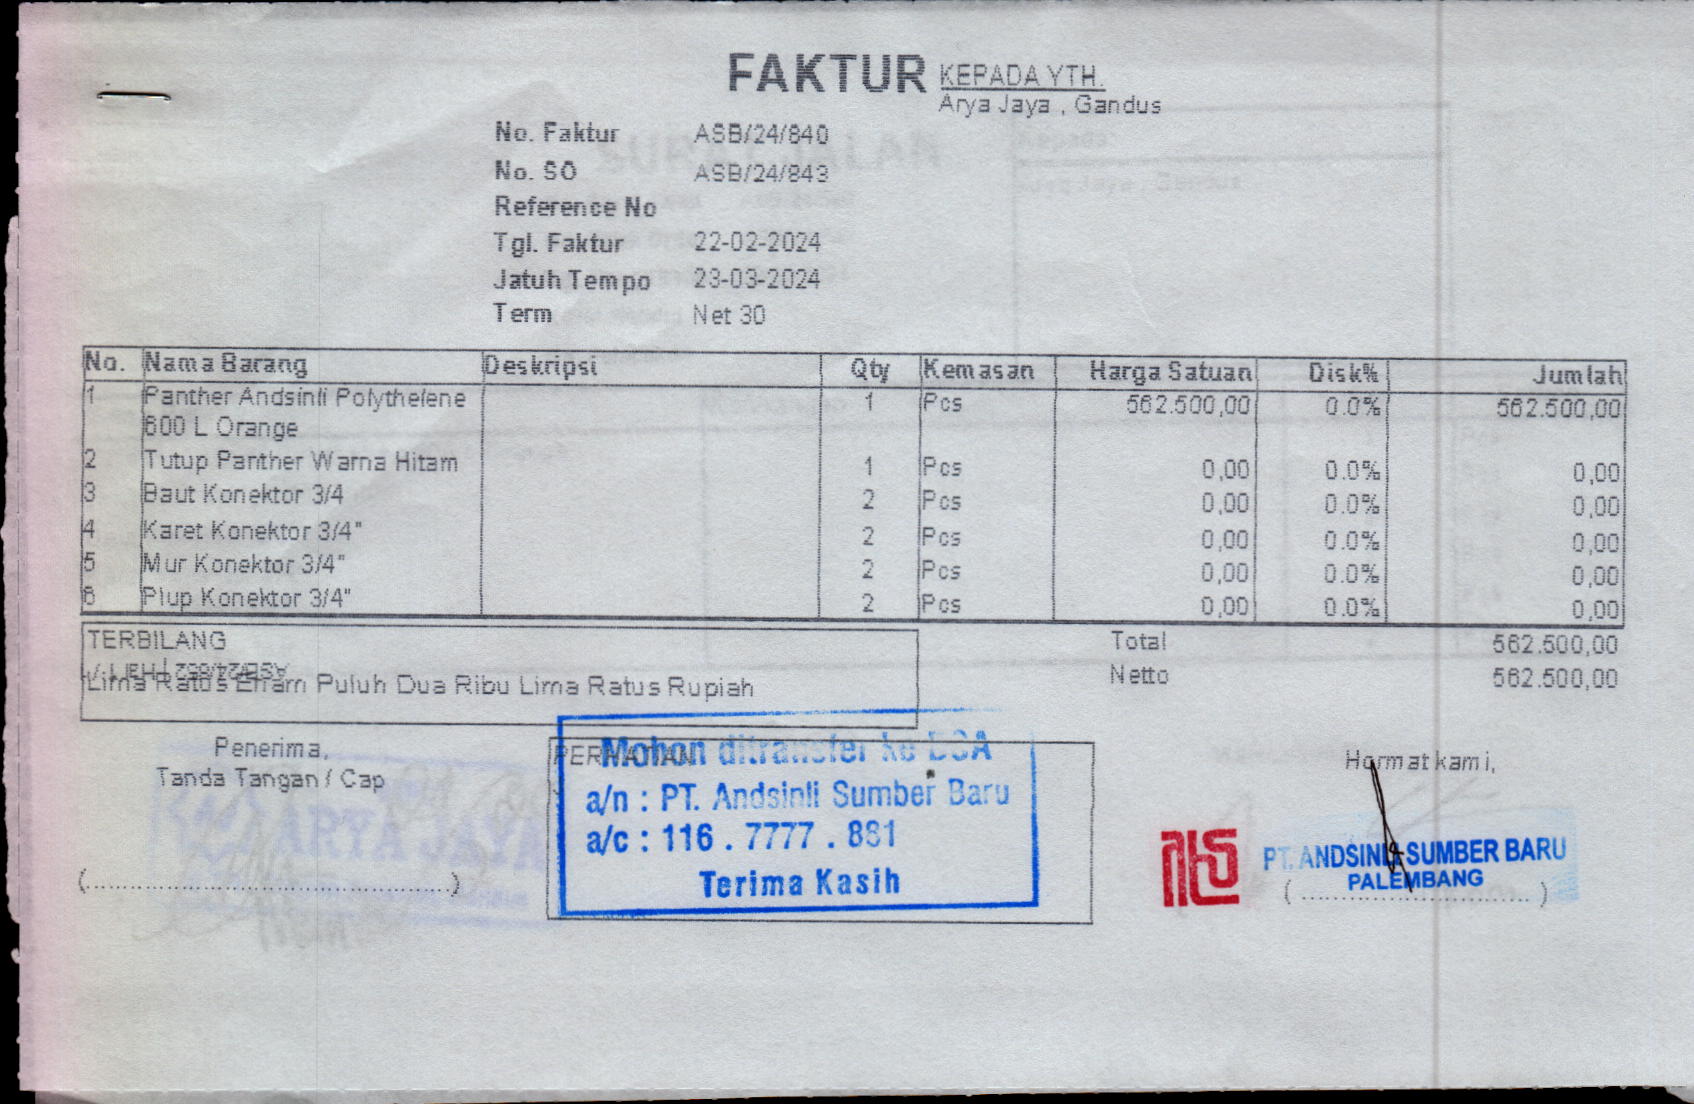 FAKTUR
KEPADA YTH.
Arya Jaya , Gandus
No. Faktur ASB/24/840
No. SO ASB/24/843
Reference No
Tgl. Faktur 22-02-2024
Jatuh Tempo 23-03-2024
Term Net 30
No. Nama Barang Deskripsi Qty Kemasan Harga Satuan Disk% Jumlah
1 Panther Andsinli Polythelene 1 Pcs 562.500,00 0.0% 562.500,00
600 L Orange
2 Tutup Panther Warna Hitam 1 Pcs 0,00 0.0% 0,00
3 Baut Konektor 3/4 2 Pcs 0,00 0.0% 0,00
4 Karet Konektor 3/4" 2 Pcs 0,00 0.0% 0,00
5 Mur Konektor 3/4" 2 Pcs 0,00 0.0% 0,00
6 Plup Konektor 3/4" 2 Pcs 0,00 0.0% 0,00
TERBILANG
Lima Ratus Enam Puluh Dua Ribu Lima Ratus Rupiah
Total 562.500,00
Netto 562.500,00
Penerima,
Tanda Tangan / Cap
ARYA JAYA
(..............................................)
Mohon ditransfer ke BCA
a/n : PT. Andsinli Sumber Baru
a/c : 116 . 7777 . 881
Terima Kasih
Hormat kami,
PT. ANDSINLI SUMBER BARU
PALEMBANG
( ............................. )